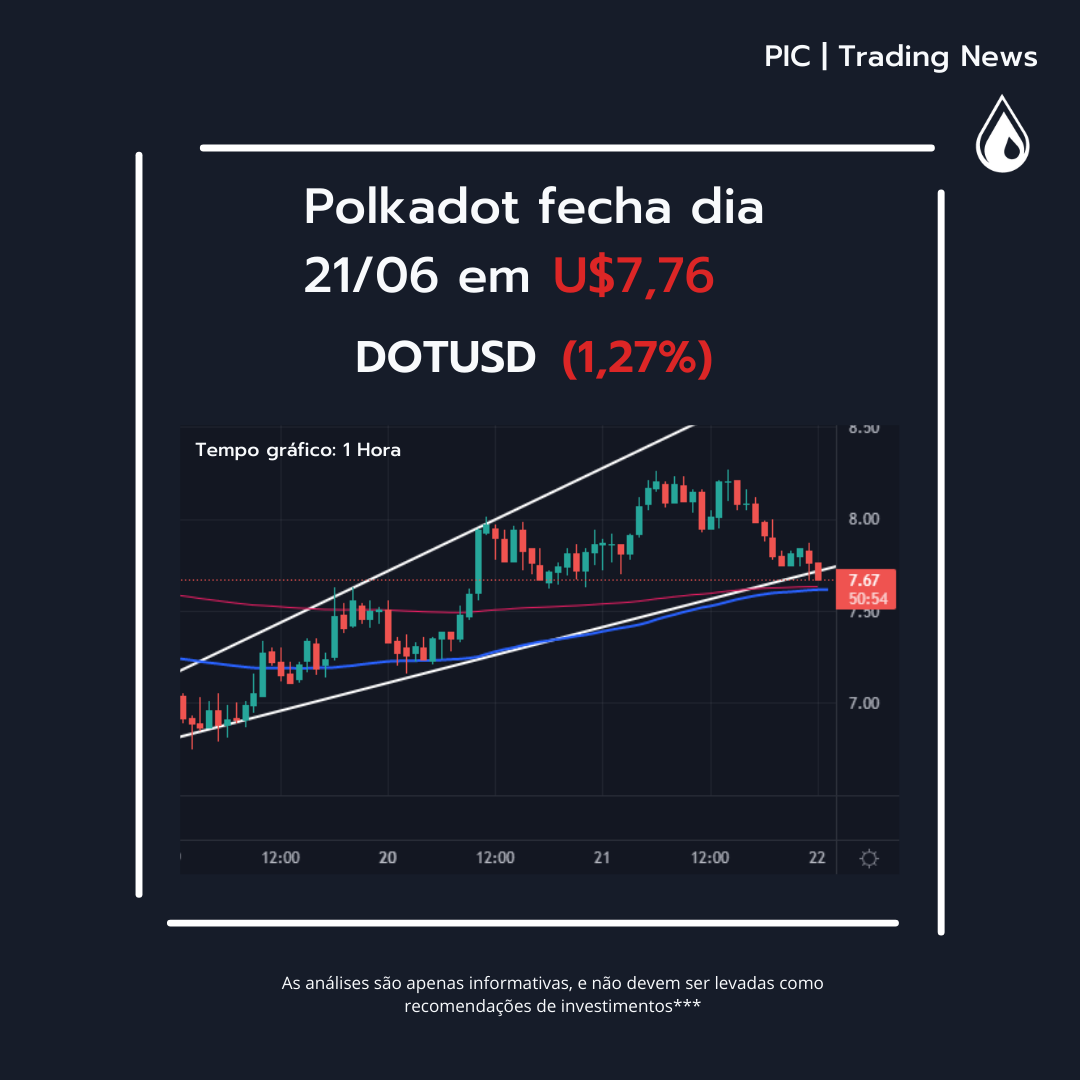 PIC | Trading News
Polkadot fecha dia
21/06 em U$7,76
DOTUSD (1,27%)
Tempo gráfico: 1 Hora
8.50
8.00
7.67
50:54
7.50
7.00
12:00 20 12:00 21 12:00 22
As análises são apenas informativas, e não devem ser levadas como
recomendações de investimentos***